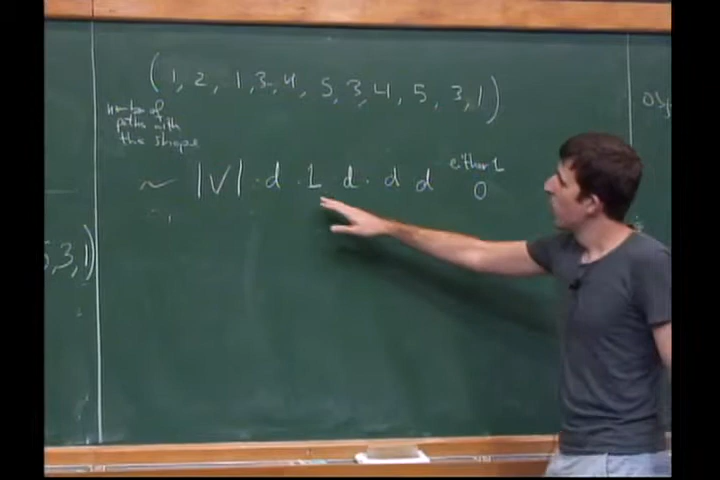 (1, 2, 1, 3, 4, 5, 3, 4, 5, 3, 1)
number of
paths with
the shape
~ |V| · d · 1 d · d d either 1
0
5,3,1)